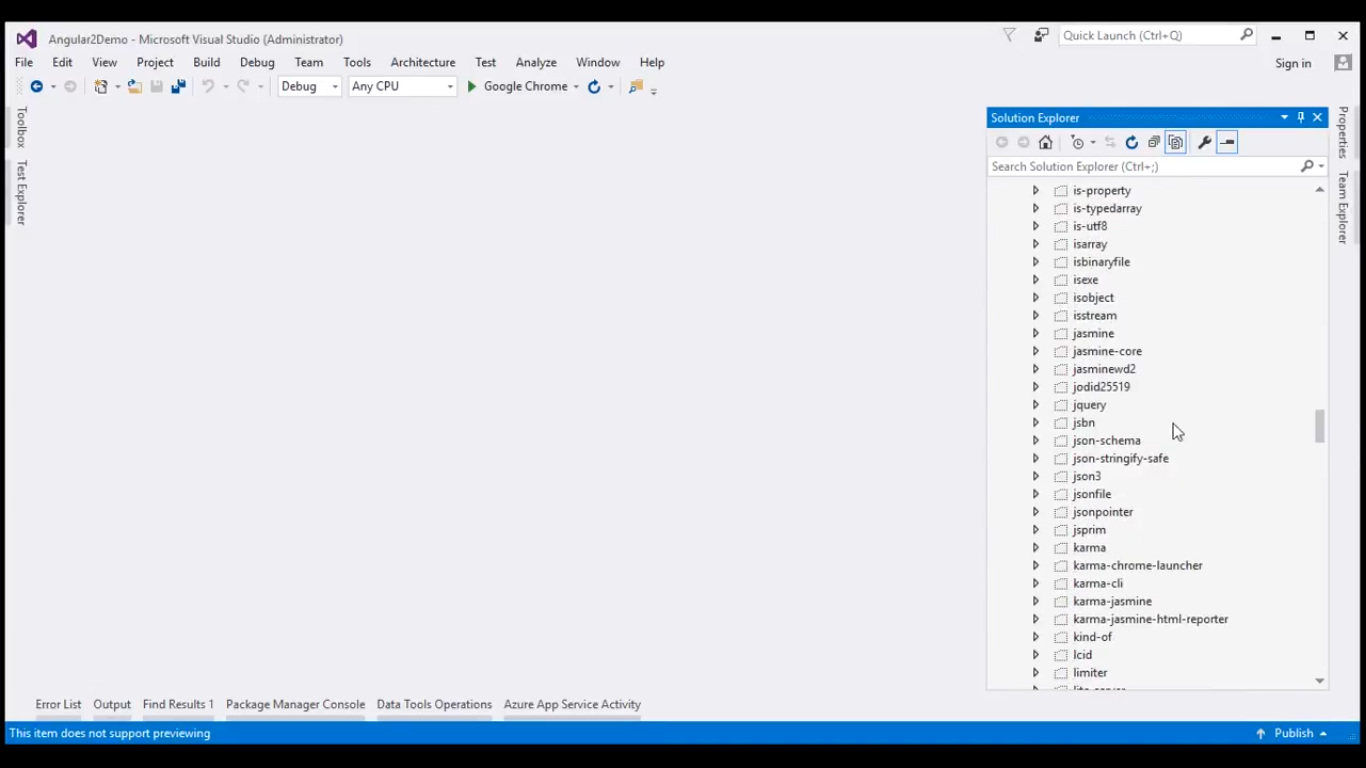 Angular2Demo - Microsoft Visual Studio (Administrator)
Quick Launch (Ctrl+Q)
File Edit View Project Build Debug Team Tools Architecture Test Analyze Window Help
Sign in
Debug Any CPU Google Chrome
Toolbox
Test Explorer
Solution Explorer
Search Solution Explorer (Ctrl+;)
is-property
is-typedarray
is-utf8
isarray
isbinaryfile
isexe
isobject
isstream
jasmine
jasmine-core
jasminewd2
jodid25519
jquery
jsbn
json-schema
json-stringify-safe
json3
jsonfile
jsonpointer
jsprim
karma
karma-chrome-launcher
karma-cli
karma-jasmine
karma-jasmine-html-reporter
kind-of
lcid
limiter
Properties
Team Explorer
Error List Output Find Results 1 Package Manager Console Data Tools Operations Azure App Service Activity
This item does not support previewing
Publish